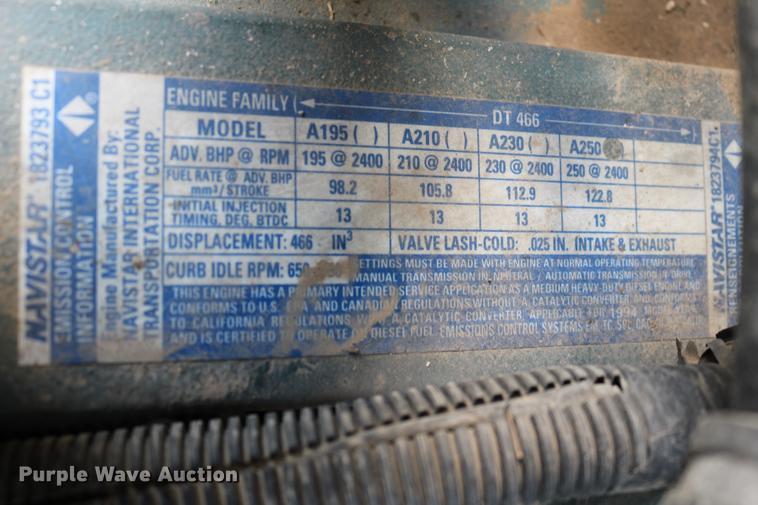 NAVISTAR® 1823793 C1
EMISSION CONTROL
INFORMATION
Engine Manufactured By:
NAVISTAR INTERNATIONAL
TRANSPORTATION CORP.
ENGINE FAMILY ( DT 466
MODEL A195 ( ) A210 ( ) A230 ( ) A250
ADV. BHP @ RPM 195 @ 2400 210 @ 2400 230 @ 2400 250 @ 2400
FUEL RATE @ ADV. BHP
mm³/STROKE 98.2 105.8 112.9 122.8
INITIAL INJECTION
TIMING, DEG, BTDC 13 13 13 13
DISPLACEMENT: 466 IN³ VALVE LASH-COLD: .025 IN. INTAKE & EXHAUST
CURB IDLE RPM: 650 MUST BE MADE WITH ENGINE AT NORMAL OPERATING TEMPERATURE
MANUAL TRANSMISSION IN NEUTRAL / AUTOMATIC TRANSMISSION IN DRIVE
THIS ENGINE HAS A PRIMARY INTENDED SERVICE APPLICATION AS A MEDIUM HEAVY-DUTY DIESEL ENGINE AND
CONFORMS TO U.S. AND CANADIAN REGULATIONS WITHOUT A CATALYTIC CONVERTER AND CONFORMS
TO CALIFORNIA REGULATIONS A CATALYTIC CONVERTER, APPLICABLE FOR 1994 MODEL
AND IS CERTIFIED TO OPERATE DIESEL FUEL. EMISSIONS CONTROL SYSTEMS EM, TC, SPL, OAC
1823794C1
RENSEIGNEMENTS
Purple Wave Auction